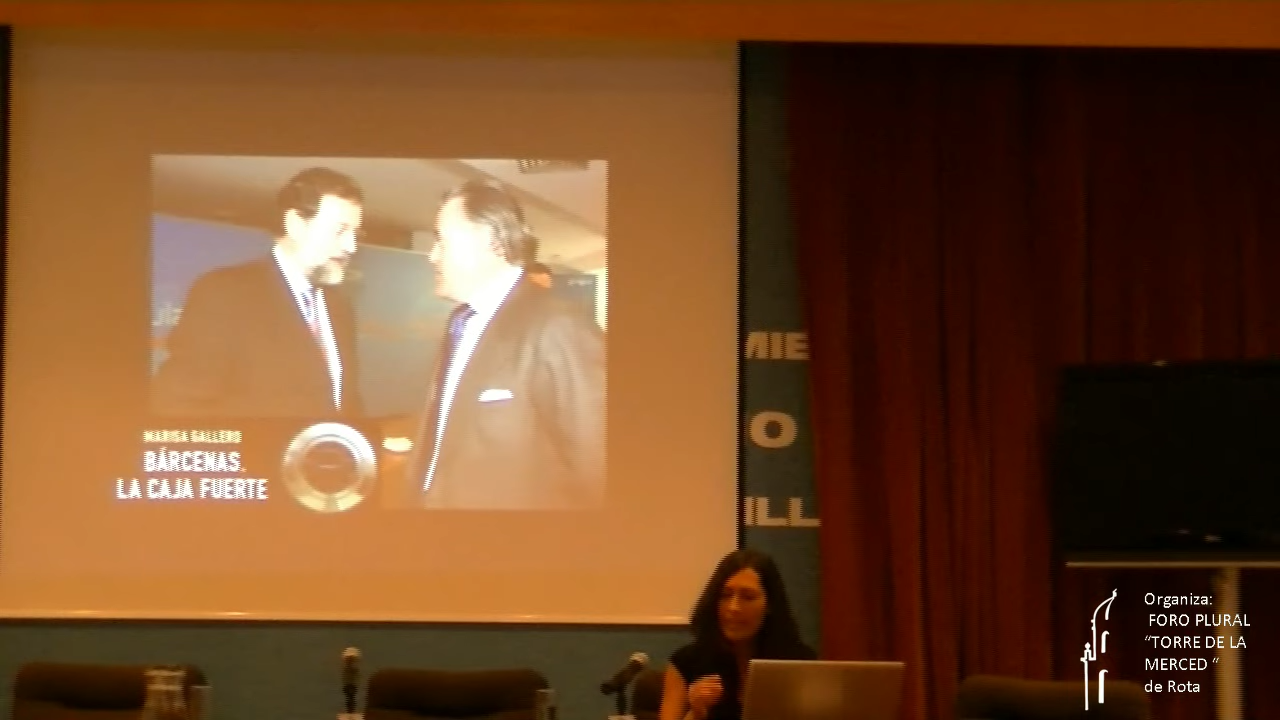 MARISA GALLERO
BÁRCENAS.
LA CAJA FUERTE
MIE
O
ILL
Organiza:
FORO PLURAL
“TORRE DE LA
MERCED “
de Rota